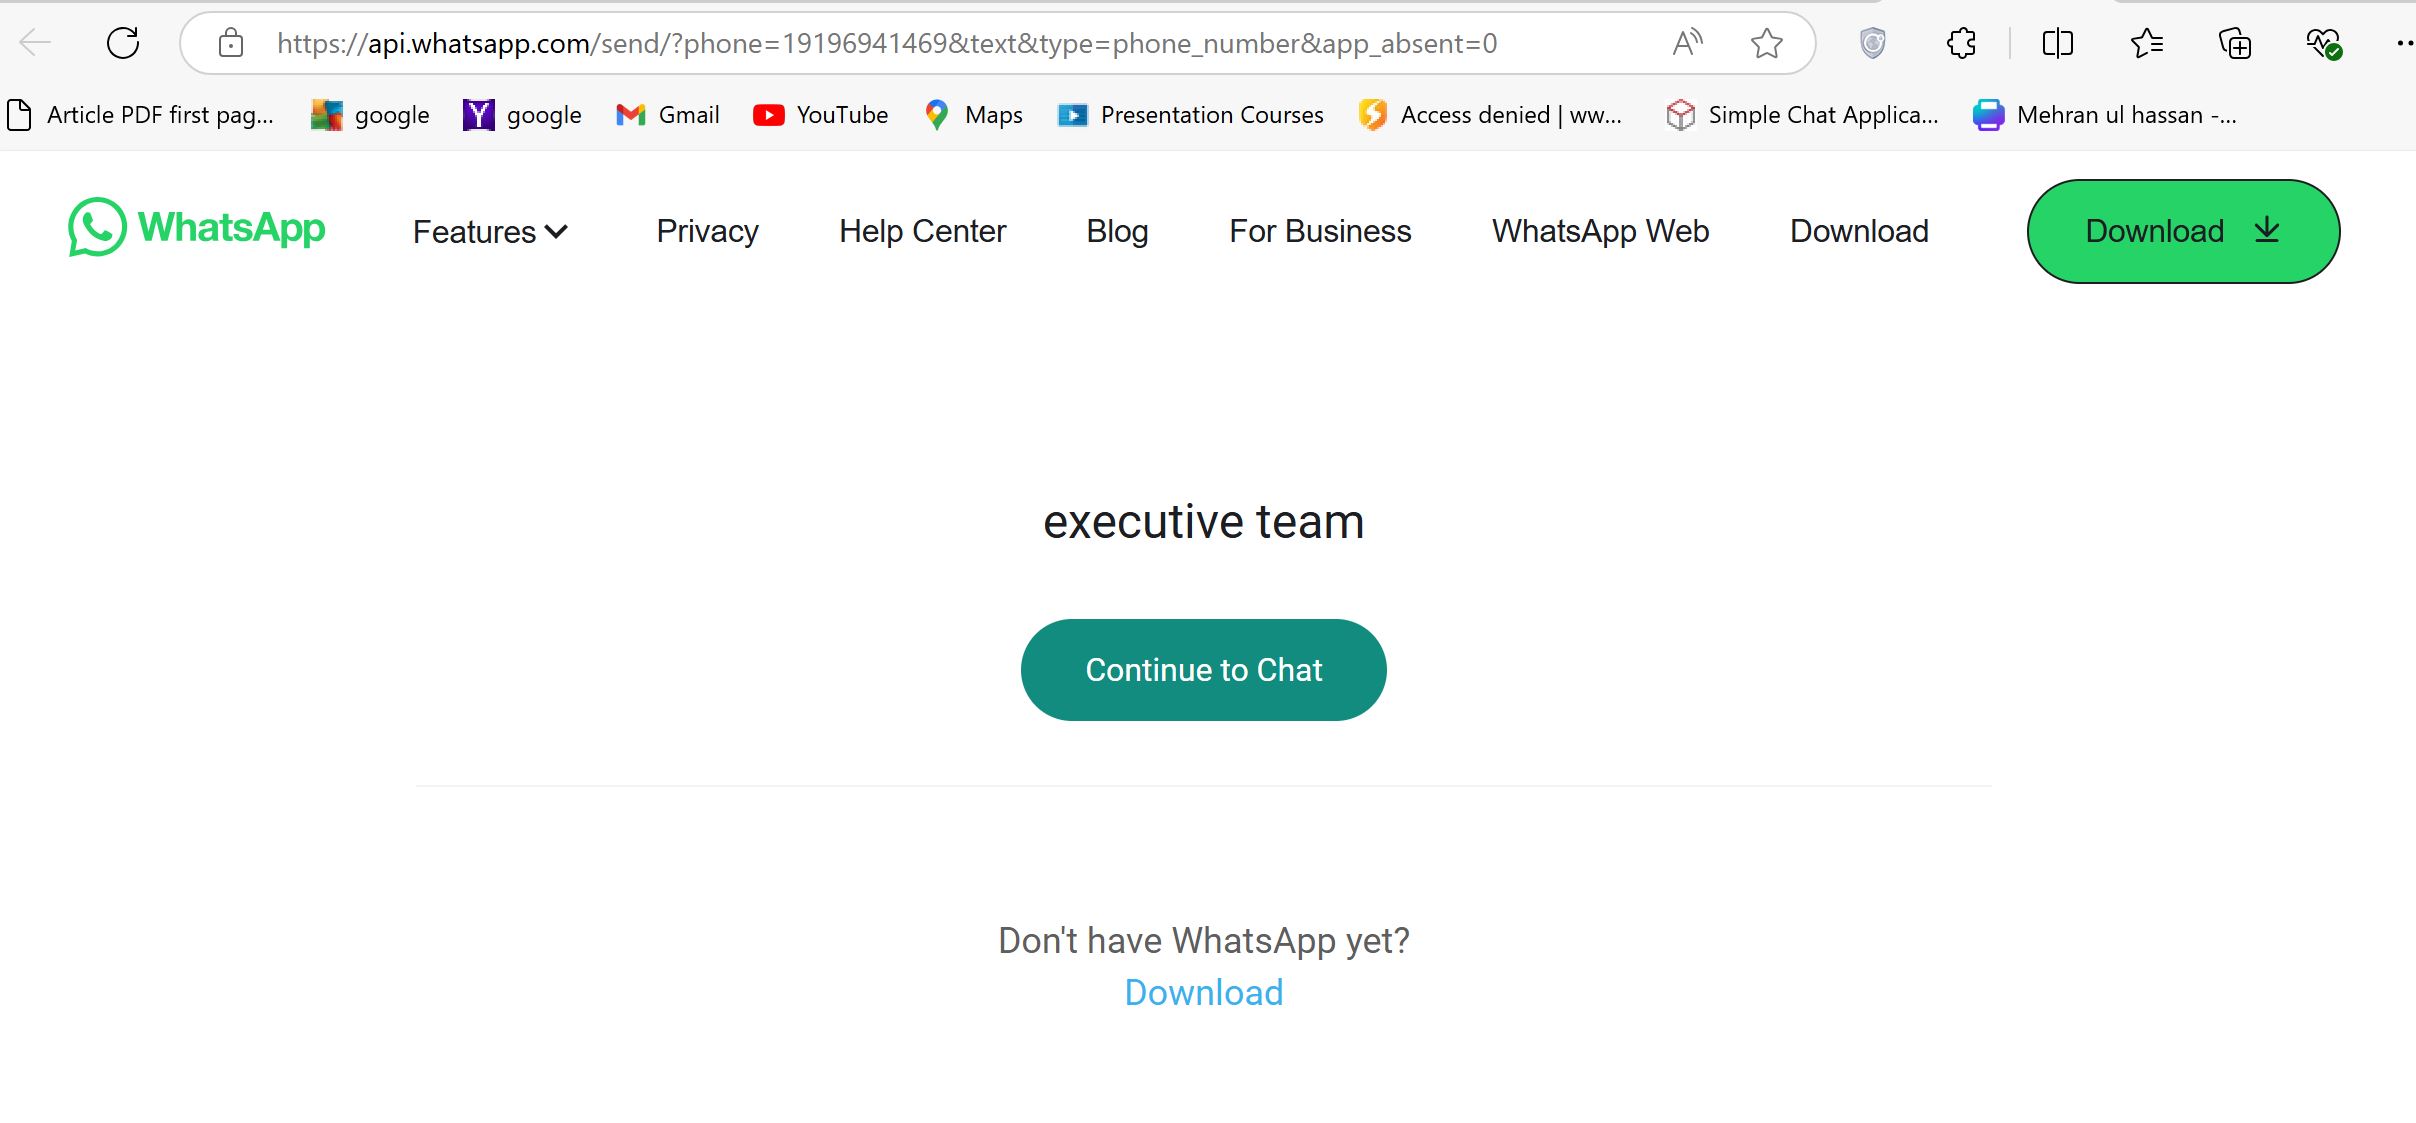 https://api.whatsapp.com/send/?phone=19196941469&text&type=phone_number&app_absent=0
Article PDF first pag... google google Gmail YouTube Maps Presentation Courses Access denied | ww... Simple Chat Applica... Mehran ul hassan -...
WhatsApp Features Privacy Help Center Blog For Business WhatsApp Web Download Download
executive team
Continue to Chat
Don't have WhatsApp yet?
Download